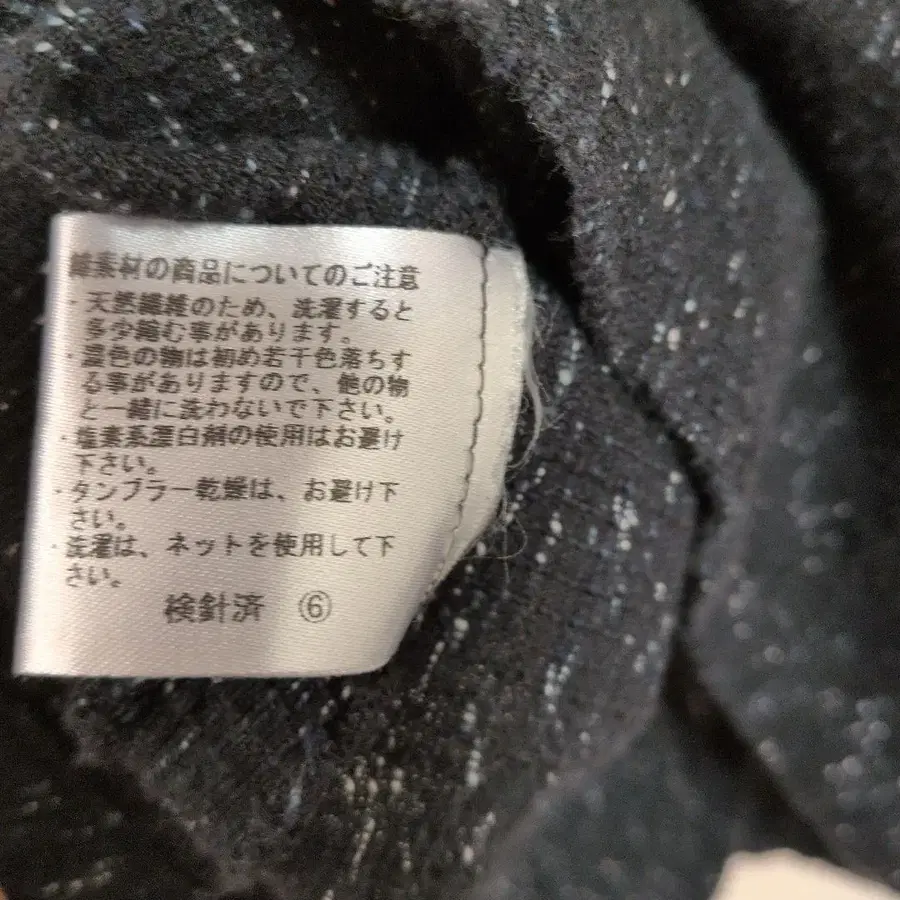 綿素材の商品についてのご注意
・天然繊維のため、洗濯すると
多少縮む事があります。
・濃色の物は初め若干色落ちす
る事がありますので、他の物
と一緒に洗わないで下さい。
・塩素系漂白剤の使用はお避け
下さい。
・タンブラー乾燥は、お避け下
さい。
・洗濯は、ネットを使用して下
さい。
検針済 ⑥